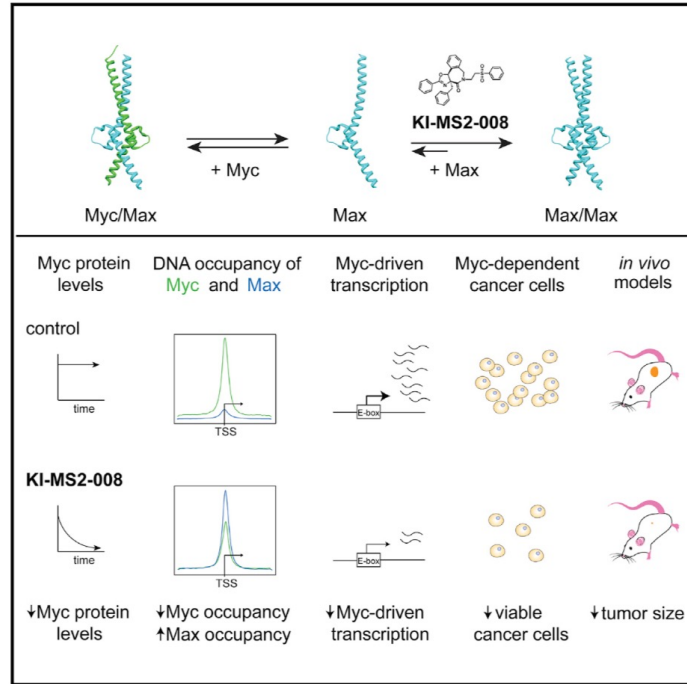 KI-MS2-008
+ Myc
+ Max
Myc/Max
Max
Max/Max
Myc protein
levels
DNA occupancy of
Myc and Max
Myc-driven
transcription
Myc-dependent
cancer cells
in vivo
models
control
time
TSS
E-box
KI-MS2-008
time
TSS
E-box
↓Myc protein
levels
↓Myc occupancy
↑Max occupancy
↓Myc-driven
transcription
↓viable
cancer cells
↓tumor size